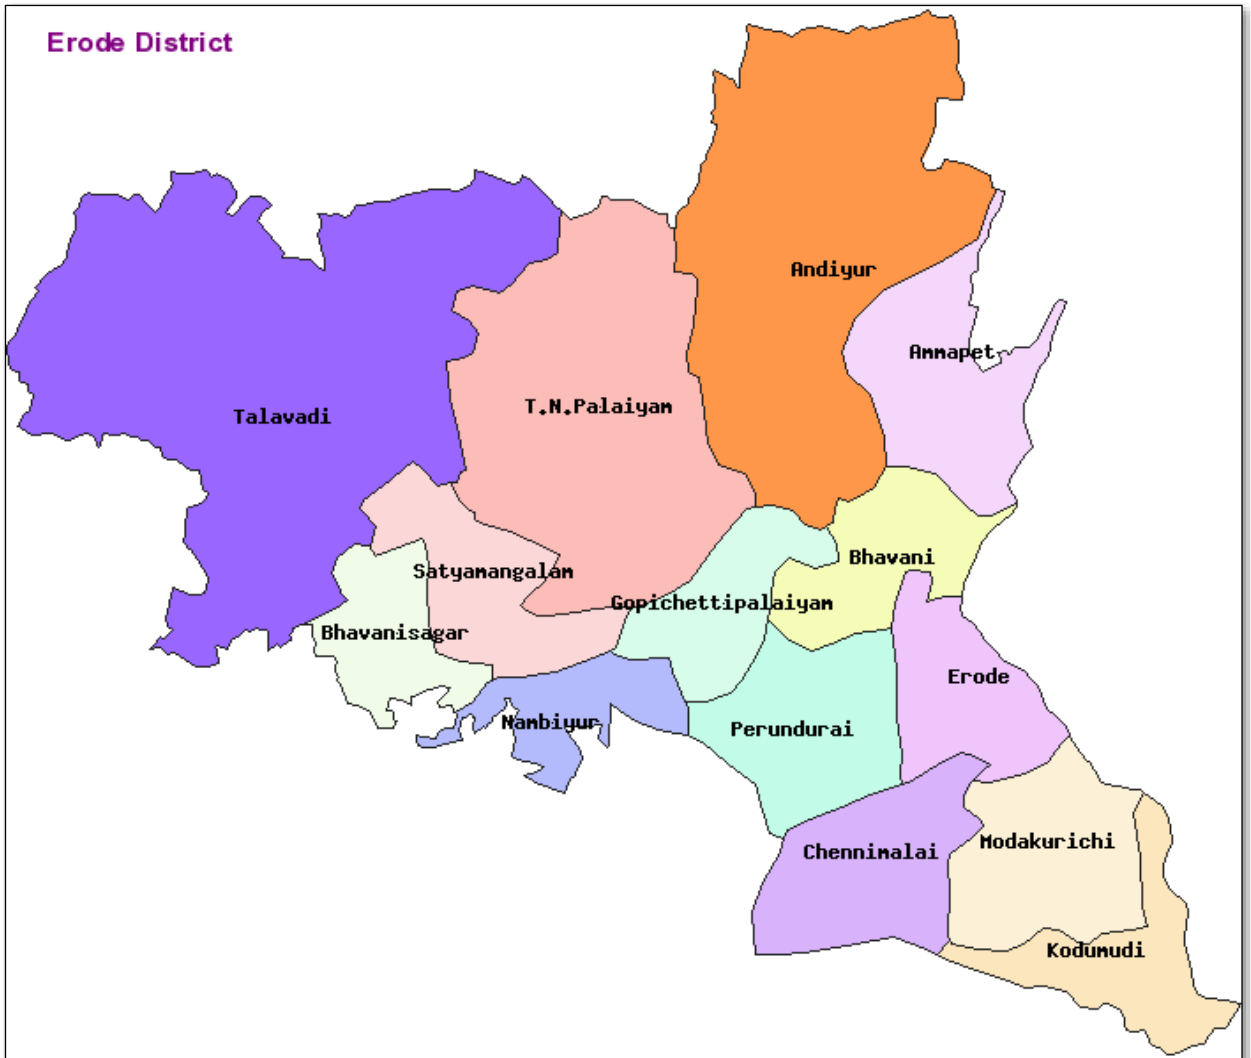 Erode District
Andiyur
Ammapet
T.N.Palaiyam
Talavadi
Bhavani
Satyamangalam
Gopichettipalaiyam
Bhavanisagar
Erode
Nambiyur
Perundurai
Modakurichi
Chennimalai
Kodumudi